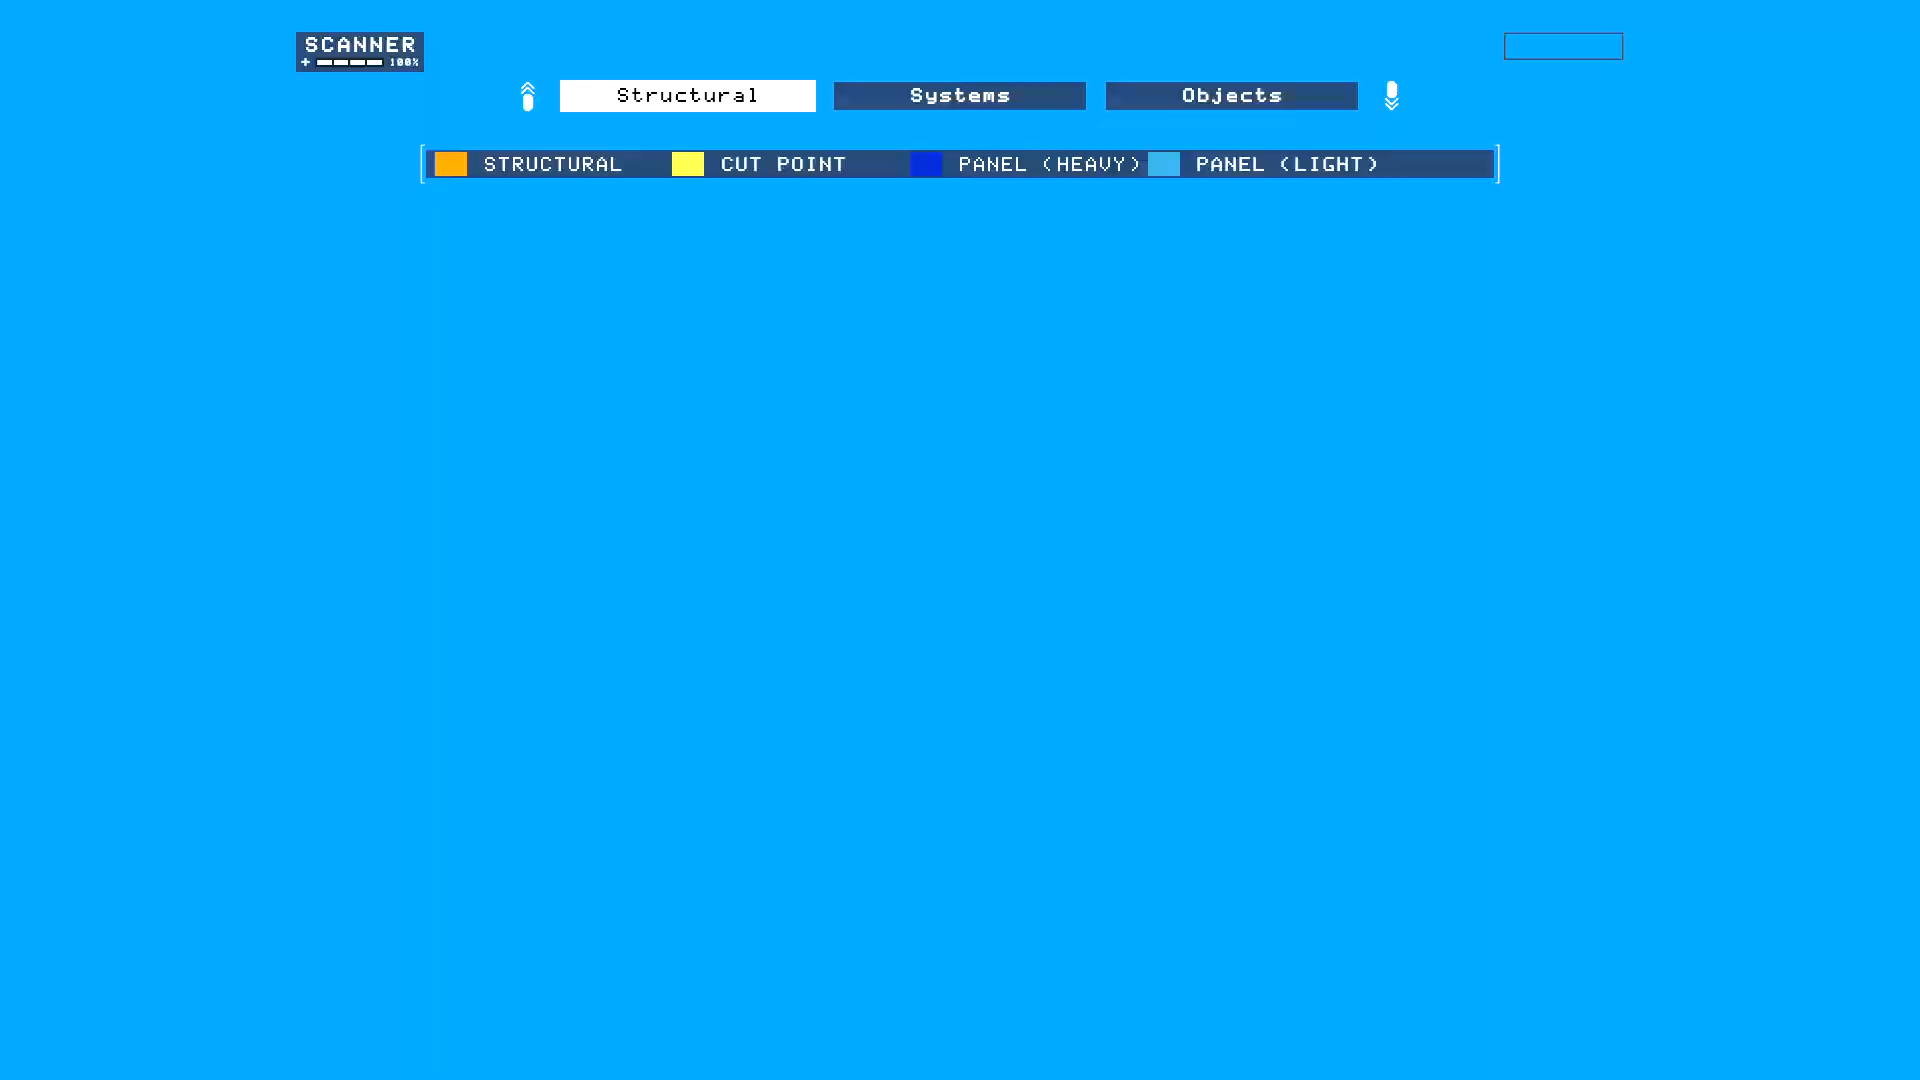 SCANNER
+ 100%
Structural Systems Objects
STRUCTURAL CUT POINT PANEL (HEAVY) PANEL (LIGHT)